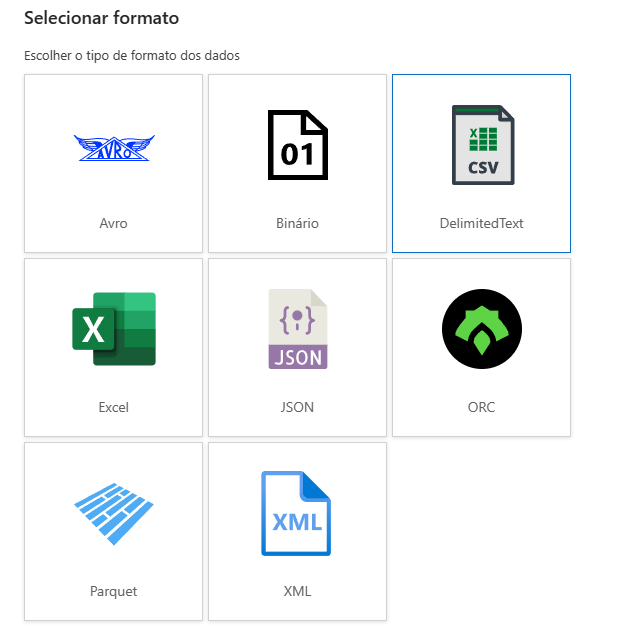 Selecionar formato
Escolher o tipo de formato dos dados
AVRO
01
X
CSV
Avro
Binário
DelimitedText
X
{ }
JSON
Excel
JSON
ORC
XML
Parquet
XML